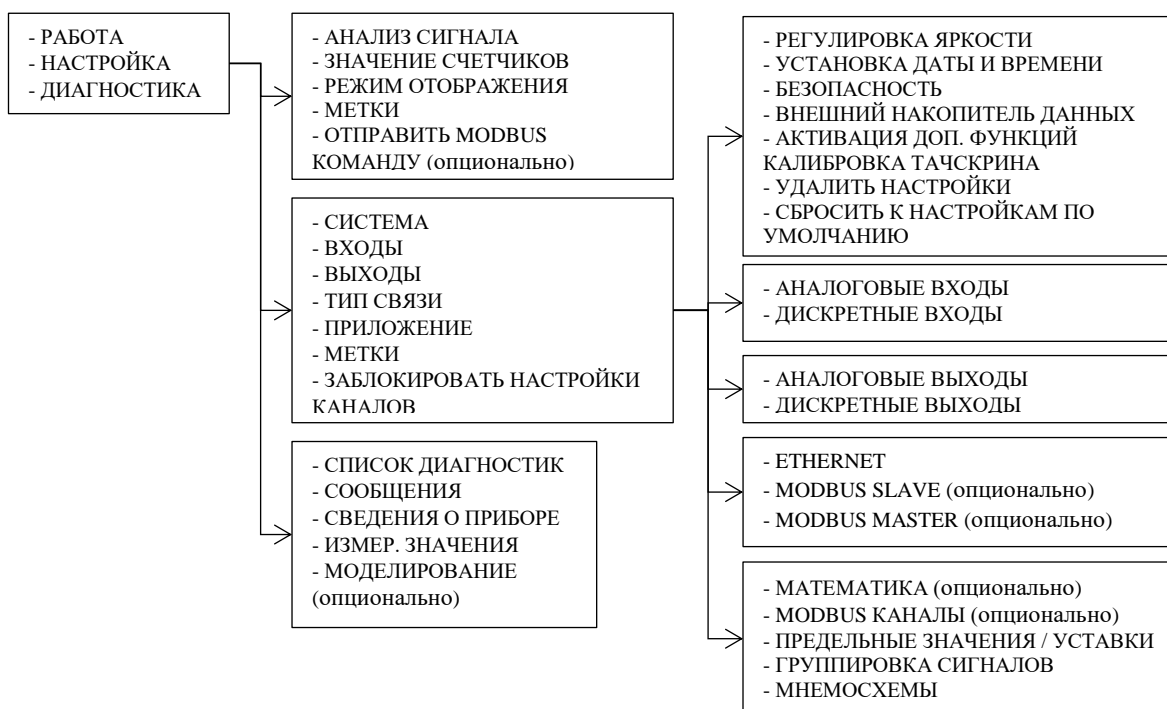 - РАБОТА
- НАСТРОЙКА
- ДИАГНОСТИКА
- АНАЛИЗ СИГНАЛА
- ЗНАЧЕНИЕ СЧЕТЧИКОВ
- РЕЖИМ ОТОБРАЖЕНИЯ
- МЕТКИ
- ОТПРАВИТЬ MODBUS
КОМАНДУ (опционально)
- СИСТЕМА
- ВХОДЫ
- ВЫХОДЫ
- ТИП СВЯЗИ
- ПРИЛОЖЕНИЕ
- МЕТКИ
- ЗАБЛОКИРОВАТЬ НАСТРОЙКИ
КАНАЛОВ
- СПИСОК ДИАГНОСТИК
- СООБЩЕНИЯ
- СВЕДЕНИЯ О ПРИБОРЕ
- ИЗМЕР. ЗНАЧЕНИЯ
- МОДЕЛИРОВАНИЕ
(опционально)
- РЕГУЛИРОВКА ЯРКОСТИ
- УСТАНОВКА ДАТЫ И ВРЕМЕНИ
- БЕЗОПАСНОСТЬ
- ВНЕШНИЙ НАКОПИТЕЛЬ ДАННЫХ
- АКТИВАЦИЯ ДОП. ФУНКЦИЙ
КАЛИБРОВКА ТАЧСКРИНА
- УДАЛИТЬ НАСТРОЙКИ
- СБРОСИТЬ К НАСТРОЙКАМ ПО
УМОЛЧАНИЮ
- АНАЛОГОВЫЕ ВХОДЫ
- ДИСКРЕТНЫЕ ВХОДЫ
- АНАЛОГОВЫЕ ВЫХОДЫ
- ДИСКРЕТНЫЕ ВЫХОДЫ
- ETHERNET
- MODBUS SLAVE (опционально)
- MODBUS MASTER (опционально)
- МАТЕМАТИКА (опционально)
- MODBUS КАНАЛЫ (опционально)
- ПРЕДЕЛЬНЫЕ ЗНАЧЕНИЯ / УСТАВКИ
- ГРУППИРОВКА СИГНАЛОВ
- МНЕМОСХЕМЫ